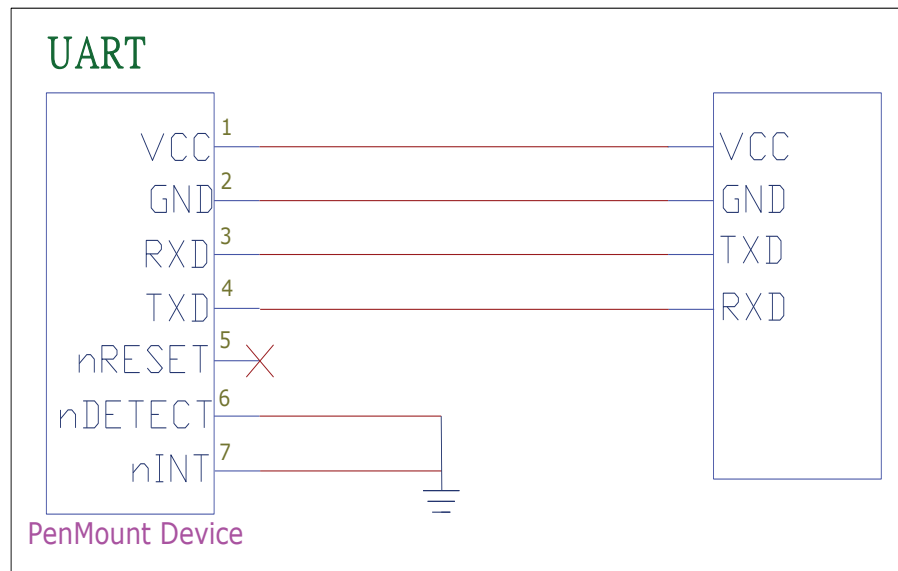 UART
1
VCC VCC
2
GND GND
3
RXD TXD
4
TXD RXD
5
nRESET
6
nDETECT
7
nINT
PenMount Device